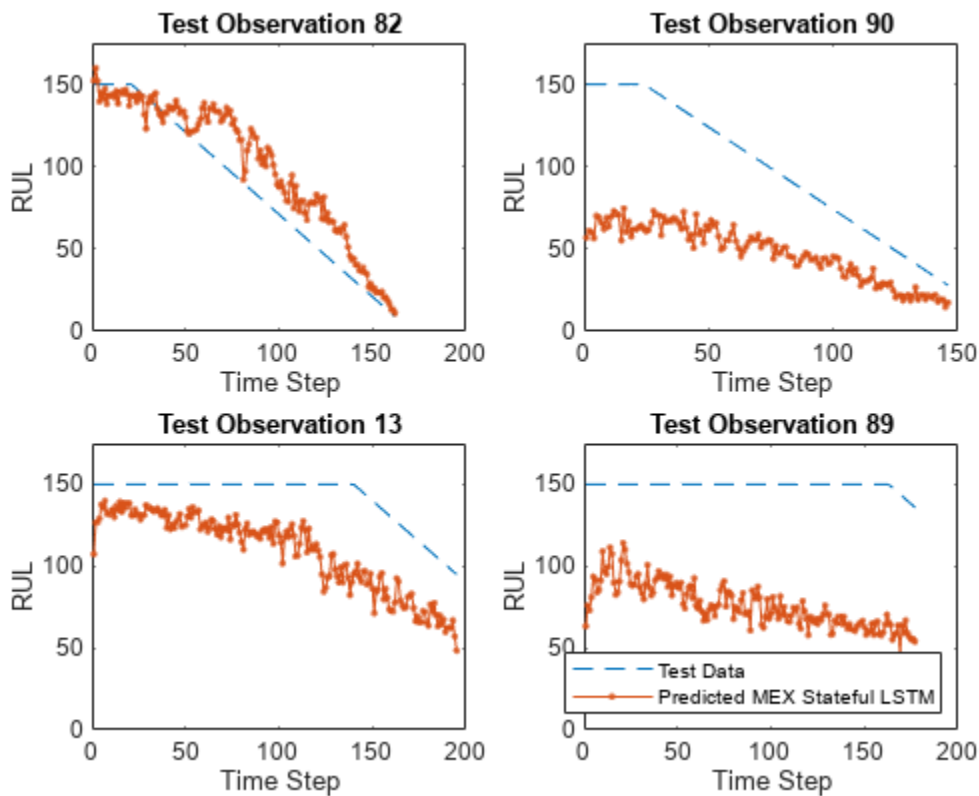 Test Observation 82
150
100
50
0
RUL
0 50 100 150 200
Time Step
Test Observation 90
150
100
50
0
RUL
50 100 150
Time Step
Test Observation 13
150
100
50
0
RUL
0 50 100 150 200
Time Step
Test Observation 89
150
100
50
0
RUL
Test Data
Predicted MEX Stateful LSTM
0 50 100 150 200
Time Step